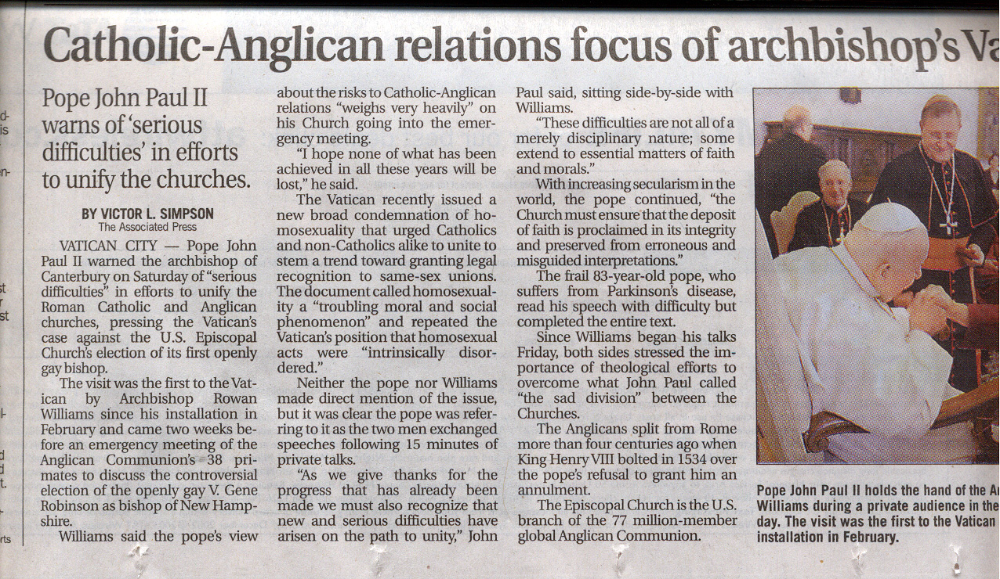 Catholic-Anglican relations focus of archbishop's Va
Pope John Paul II
warns of 'serious
difficulties' in efforts
to unify the churches.
BY VICTOR L. SIMPSON
The Associated Press
VATICAN CITY — Pope John
Paul II warned the archbishop of
Canterbury on Saturday of "serious
difficulties" in efforts to unify the
Roman Catholic and Anglican
churches, pressing the Vatican's
case against the U.S. Episcopal
Church's election of its first openly
gay bishop.
The visit was the first to the Vat-
ican by Archbishop Rowan
Williams since his installation in
February and came two weeks be-
fore an emergency meeting of the
Anglican Communion's 38 pri-
mates to discuss the controversial
election of the openly gay V. Gene
Robinson as bishop of New Hamp-
shire.
Williams said the pope's view
about the risks to Catholic-Anglican
relations "weighs very heavily" on
his Church going into the emer-
gency meeting.
"I hope none of what has been
achieved in all these years will be
lost," he said.
The Vatican recently issued a
new broad condemnation of ho-
mosexuality that urged Catholics
and non-Catholics alike to unite to
stem a trend toward granting legal
recognition to same-sex unions.
The document called homosexual-
ity a "troubling moral and social
phenomenon" and repeated the
Vatican's position that homosexual
acts were "intrinsically disor-
dered."
Neither the pope nor Williams
made direct mention of the issue,
but it was clear the pope was refer-
ring to it as the two men exchanged
speeches following 15 minutes of
private talks.
"As we give thanks for the
progress that has already been
made we must also recognize that
new and serious difficulties have
arisen on the path to unity," John
Paul said, sitting side-by-side with
Williams.
"These difficulties are not all of a
merely disciplinary nature; some
extend to essential matters of faith
and morals."
With increasing secularism in the
world, the pope continued, "the
Church must ensure that the deposit
of faith is proclaimed in its integrity
and preserved from erroneous and
misguided interpretations."
The frail 83-year-old pope, who
suffers from Parkinson's disease,
read his speech with difficulty but
completed the entire text.
Since Williams began his talks
Friday, both sides stressed the im-
portance of theological efforts to
overcome what John Paul called
"the sad division" between the
Churches.
The Anglicans split from Rome
more than four centuries ago when
King Henry VIII bolted in 1534 over
the pope's refusal to grant him an
annulment.
The Episcopal Church is the U.S.
branch of the 77 million-member
global Anglican Communion.
Pope John Paul II holds the hand of the A
Williams during a private audience in the
day. The visit was the first to the Vatican
installation in February.